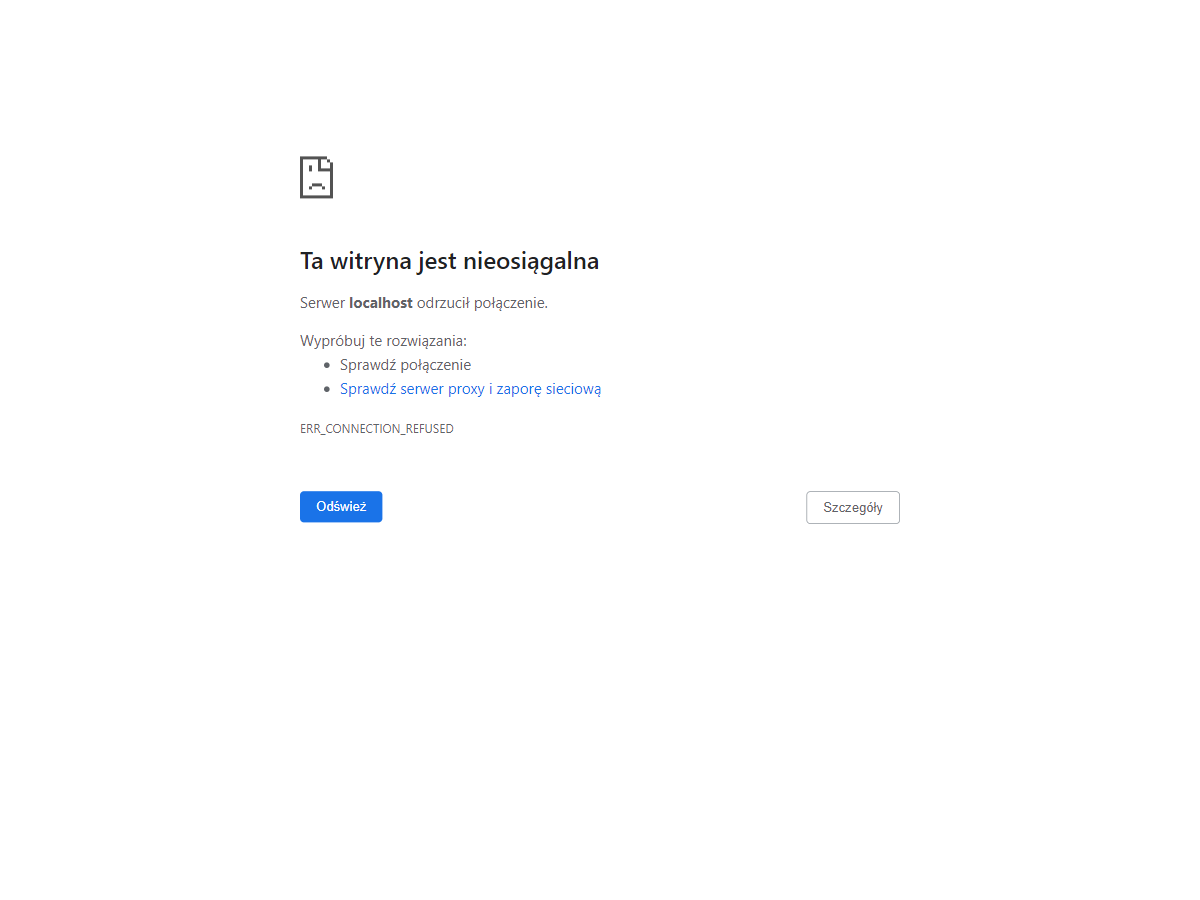 Ta witryna jest nieosiągalna
Serwer localhost odrzucił połączenie.
Wypróbuj te rozwiązania:
Sprawdź połączenie
Sprawdź serwer proxy i zaporę sieciową
ERR_CONNECTION_REFUSED
Odśwież
Szczegóły